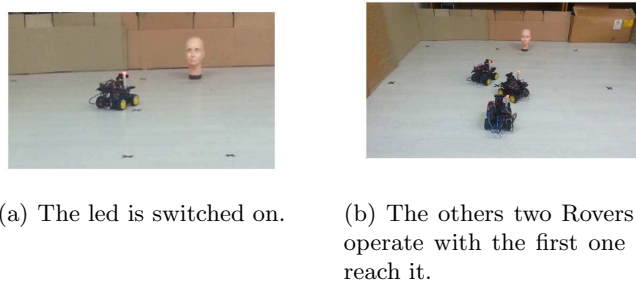 (a) The led is switched on.
(b) The others two Rovers
operate with the first one
reach it.